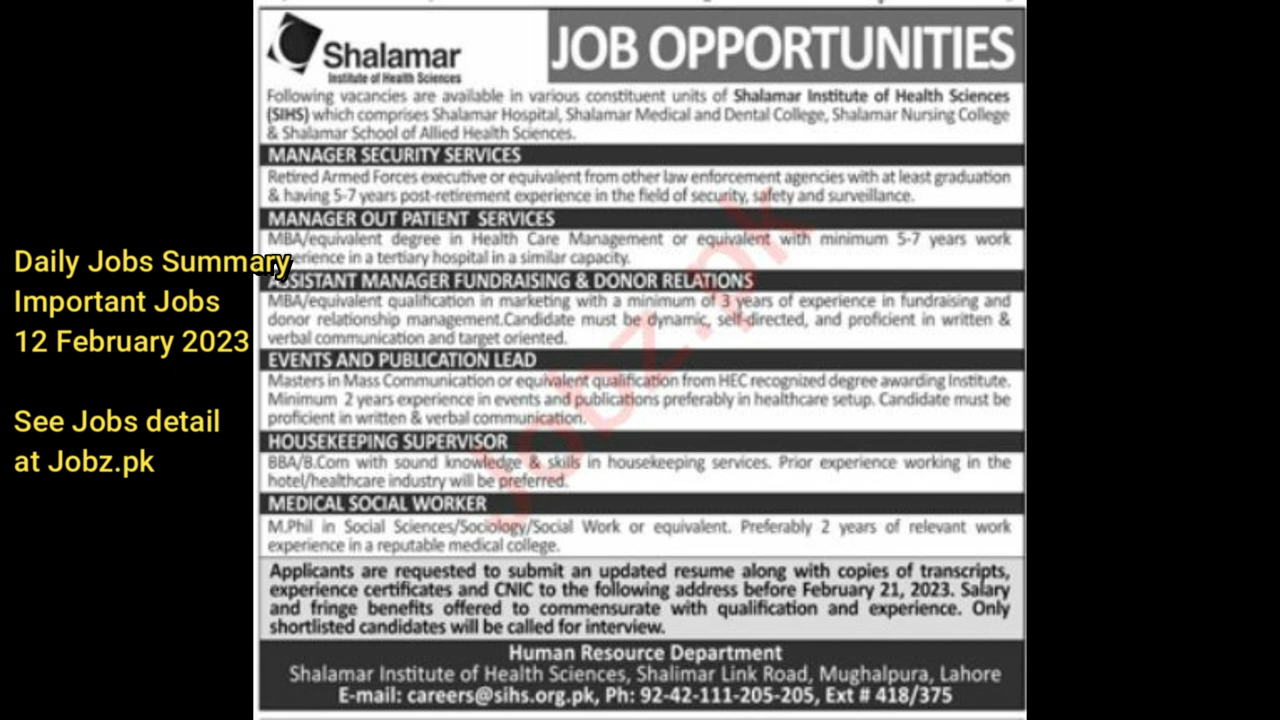 Shalamar
Institute of Health Sciences
JOB OPPORTUNITIES
Following vacancies are available in various constituent units of Shalamar Institute of Health Sciences
(SIHS) which comprises Shalamar Hospital, Shalamar Medical and Dental College, Shalamar Nursing College
& Shalamar School of Allied Health Sciences.
MANAGER SECURITY SERVICES
Retired Armed Forces executive or equivalent from other law enforcement agencies with at least graduation
& having 5-7 years post-retirement experience in the field of security, safety and surveillance.
MANAGER OUT PATIENT SERVICES
MBA/equivalent degree in Health Care Management or equivalent with minimum 5-7 years work
experience in a tertiary hospital in a similar capacity.
ASSISTANT MANAGER FUNDRAISING & DONOR RELATIONS
MBA/equivalent qualification in marketing with a minimum of 3 years of experience in fundraising and
donor relationship management.Candidate must be dynamic, self-directed, and proficient in written &
verbal communication and target oriented.
EVENTS AND PUBLICATION LEAD
Masters in Mass Communication or equivalent qualification from HEC recognized degree awarding Institute.
Minimum 2 years experience in events and publications preferably in healthcare setup. Candidate must be
proficient in written & verbal communication.
HOUSEKEEPING SUPERVISOR
BBA/B.Com with sound knowledge & skills in housekeeping services. Prior experience working in the
hotel/healthcare industry will be preferred.
MEDICAL SOCIAL WORKER
M.Phil in Social Sciences/Sociology/Social Work or equivalent. Preferably 2 years of relevant work
experience in a reputable medical college.
Applicants are requested to submit an updated resume along with copies of transcripts,
experience certificates and CNIC to the following address before February 21, 2023. Salary
and fringe benefits offered to commensurate with qualification and experience. Only
shortlisted candidates will be called for interview.
Human Resource Department
Shalamar Institute of Health Sciences, Shalimar Link Road, Mughalpura, Lahore
E-mail: careers@sihs.org.pk, Ph: 92-42-111-205-205, Ext # 418/375
Jobz.pk
Daily Jobs Summary
Important Jobs
12 February 2023
See Jobs detail
at Jobz.pk